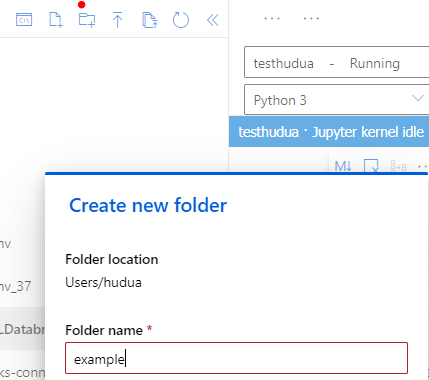 testhudua - Running
Python 3
testhudua · Jupyter kernel idle
M↓
Create new folder
Folder location
Users/hudua
Folder name *
example
nv
nv_37
LDatabr
ks-conn